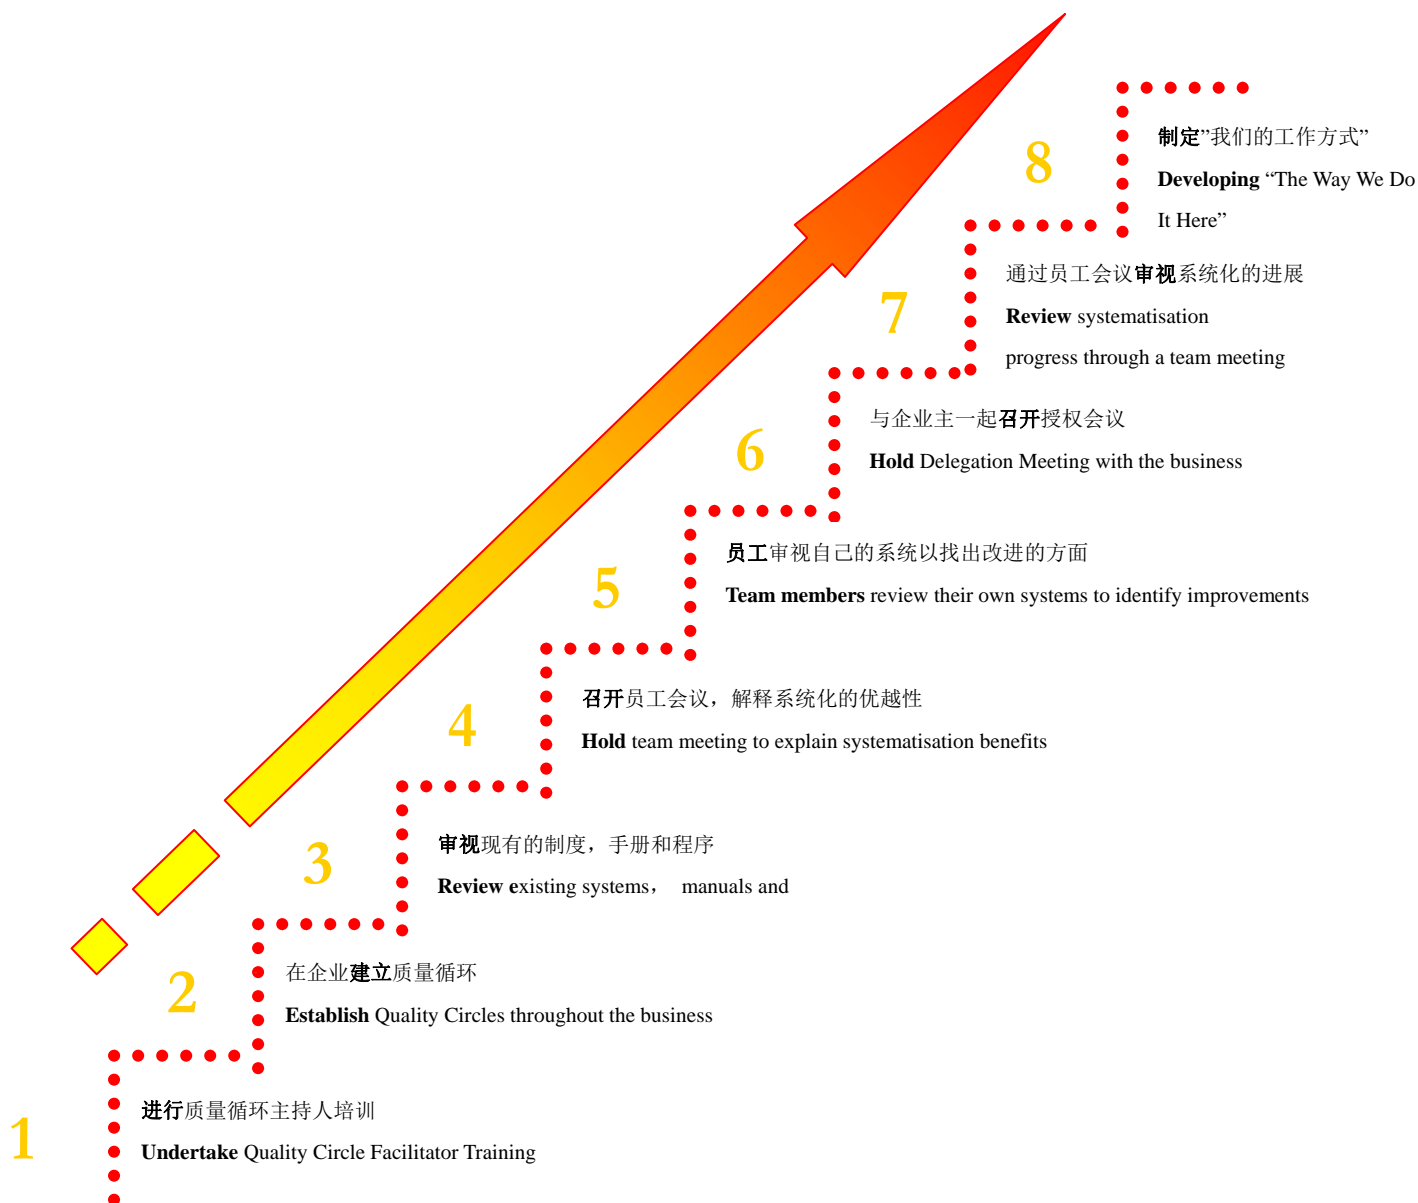 8
制定”我们的工作方式”
Developing “The Way We Do
It Here”
7
通过员工会议审视系统化的进展
Review systematisation
progress through a team meeting
6
与企业主一起召开授权会议
Hold Delegation Meeting with the business
5
员工审视自己的系统以找出改进的方面
Team members review their own systems to identify improvements
4
召开员工会议，解释系统化的优越性
Hold team meeting to explain systematisation benefits
3
审视现有的制度，手册和程序
Review existing systems， manuals and
2
在企业建立质量循环
Establish Quality Circles throughout the business
1
进行质量循环主持人培训
Undertake Quality Circle Facilitator Training